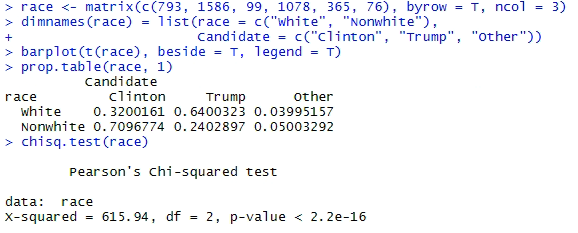 > race <- matrix(c(793, 1586, 99, 1078, 365, 76), byrow = T, ncol = 3)
> dimnames(race) = list(race = c("White", "Nonwhite"),
+                       Candidate = c("Clinton", "Trump", "Other"))
> barplot(t(race), beside = T, legend = T)
> prop.table(race, 1)
          Candidate
race         Clinton     Trump      Other
  White    0.3200161 0.6400323 0.03995157
  Nonwhite 0.7096774 0.2402897 0.05003292
> chisq.test(race)
        Pearson's Chi-squared test
data:  race
X-squared = 615.94, df = 2, p-value < 2.2e-16